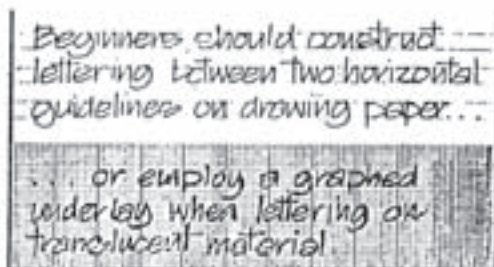 Beginners should construct
lettering between two horizontal
guidelines on drawing paper...
... or employ a graphed
underlay when lettering on
translucent material.